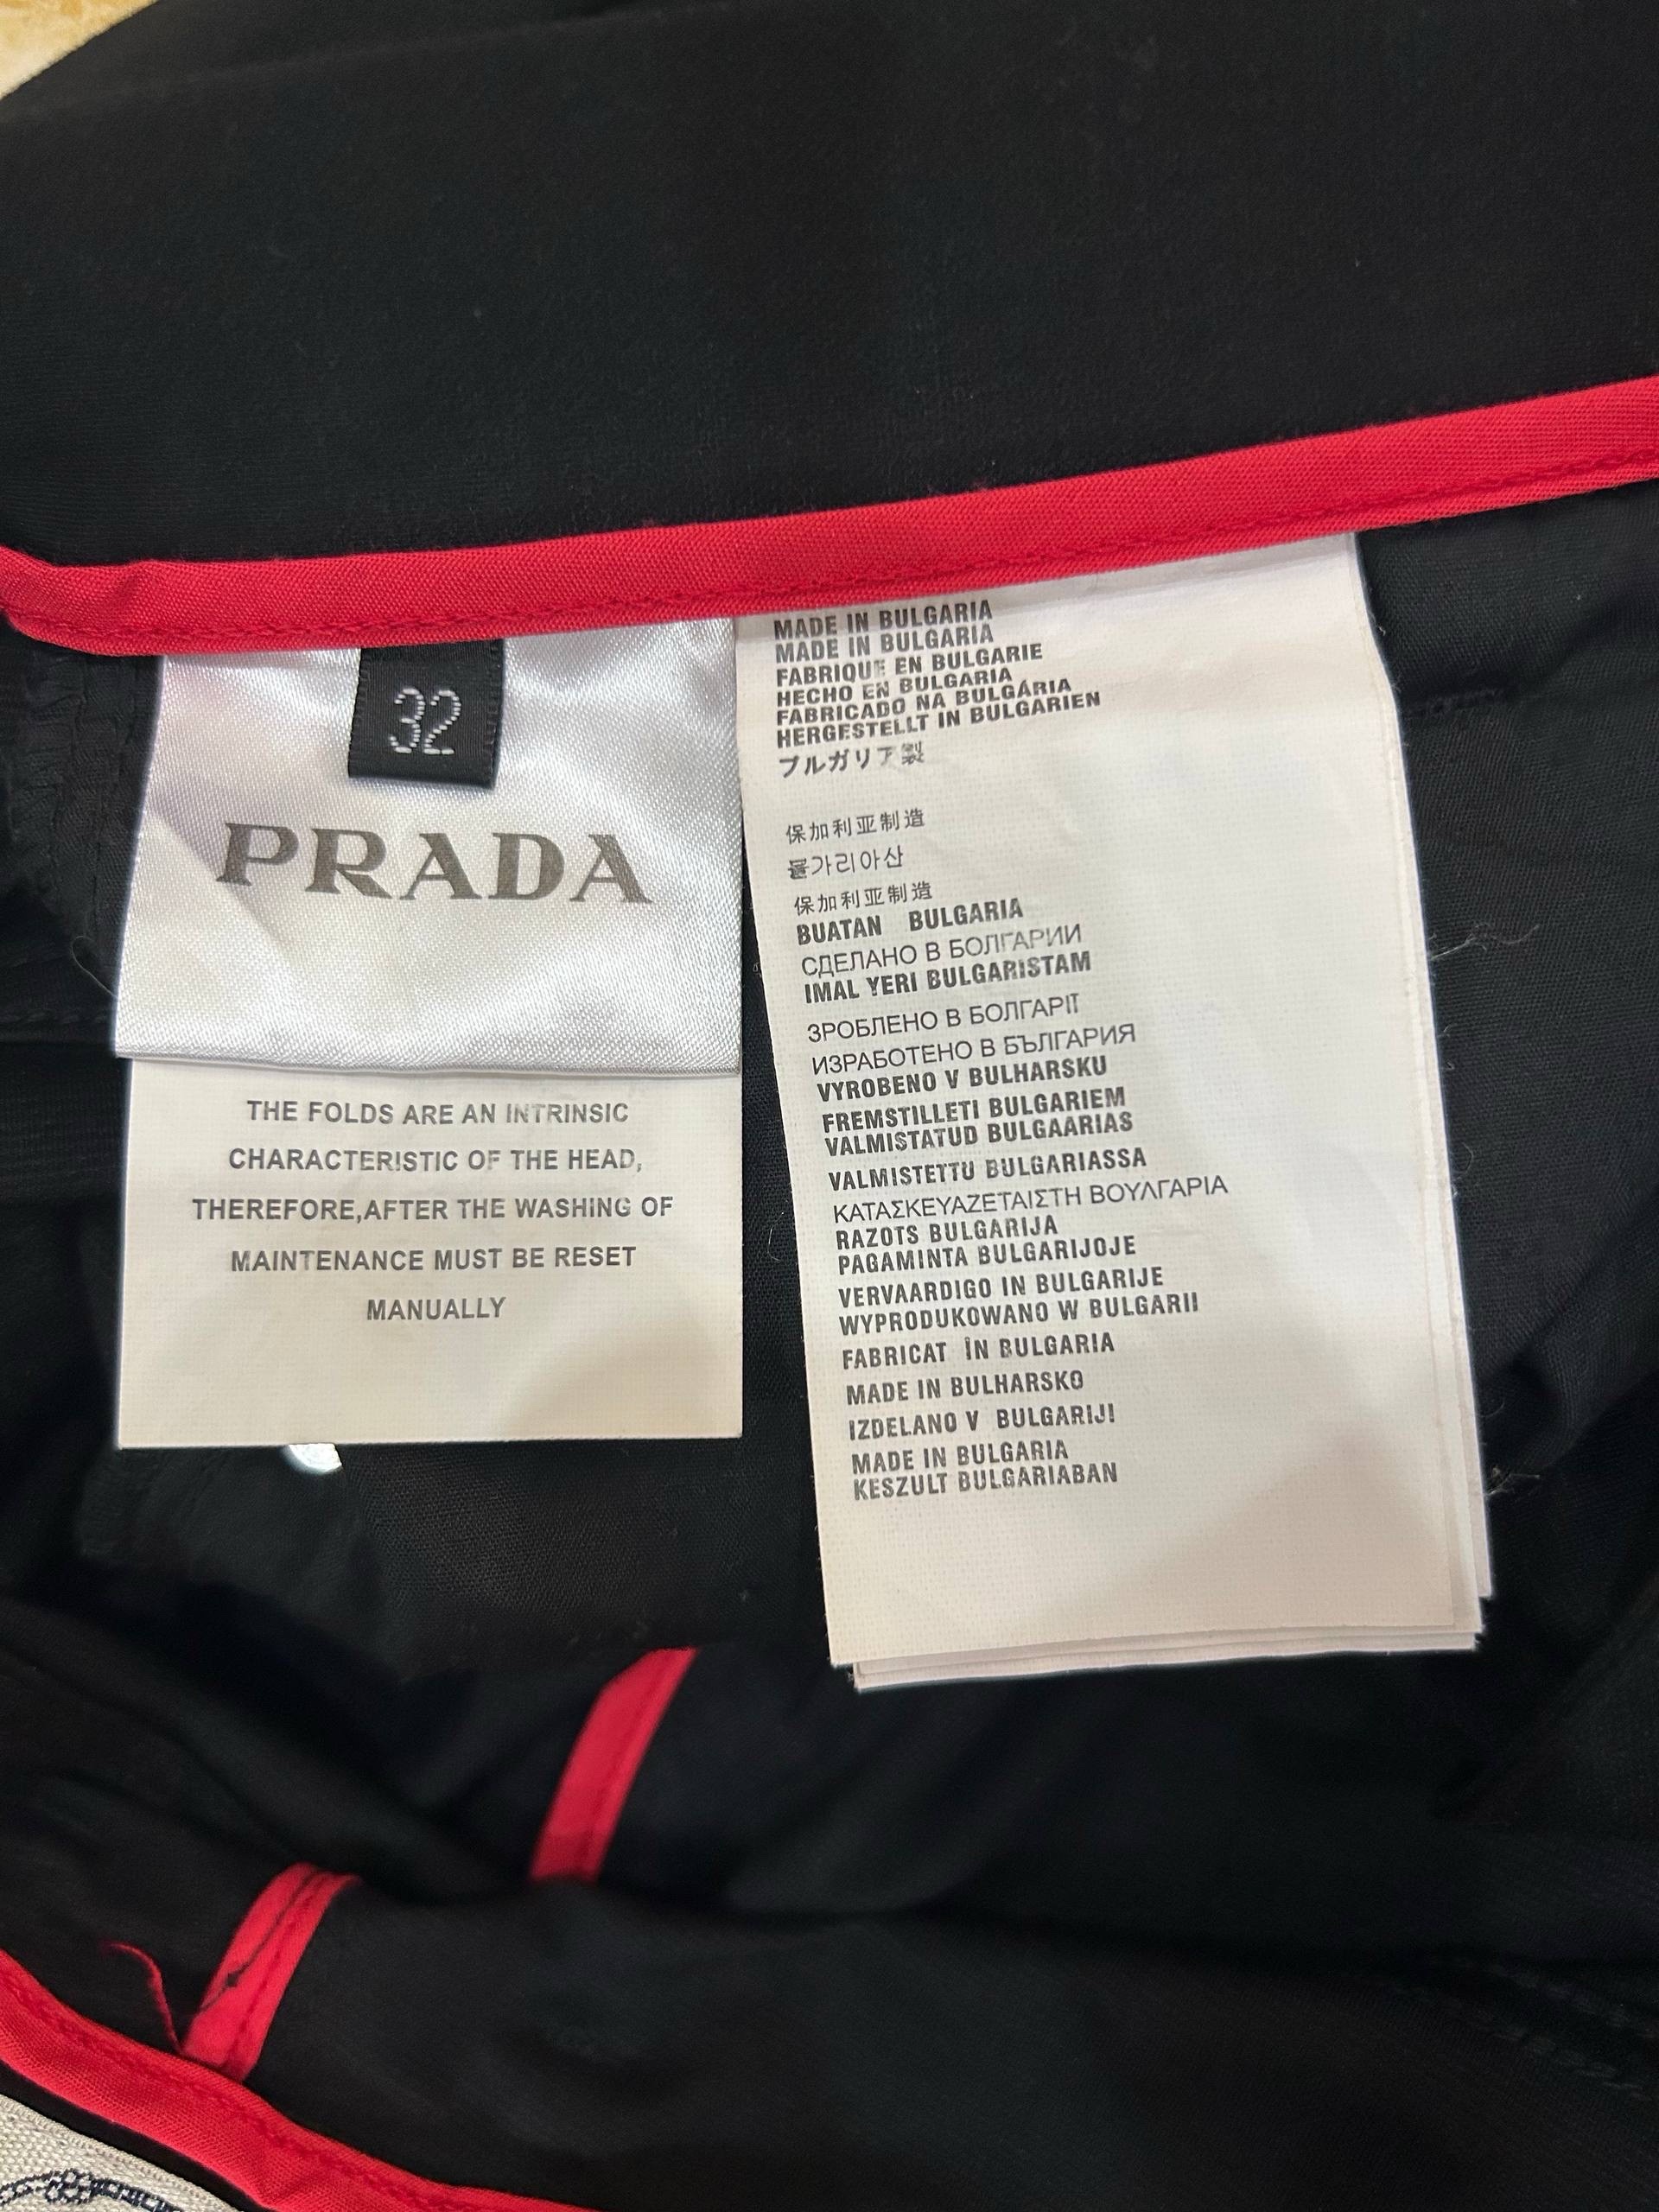 32
PRADA
THE FOLDS ARE AN INTRINSIC
CHARACTERISTIC OF THE HEAD,
THEREFORE,AFTER THE WASHING OF
MAINTENANCE MUST BE RESET
MANUALLY
MADE IN BULGARIA
MADE IN BULGARIA
FABRIQUE EN BULGARIE
HECHO EN BULGARIA
FABRICADO NA BULGÁRIA
HERGESTELLT IN BULGARIEN
ブルガリア製
保加利亚制造
불가리아산
保加利亚制造
BUATAN BULGARIA
СДЕЛАНО В БОЛГАРИИ
IMAL YERI BULGARISTAM
ЗРОБЛЕНО В БОЛГАРІЇ
ИЗРАБОТЕНО В БЪЛГАРИЯ
VYROBENO V BULHARSKU
FREMSTILLETI BULGARIEM
VALMISTATUD BULGAARIAS
VALMISTETTU BULGARIASSA
ΚΑΤΑΣΚΕΥΑΖΕΤΑΙΣΤΗ ΒΟΥΛΓΑΡΙΑ
RAZOTS BULGARIJA
PAGAMINTA BULGARIJOJE
VERVAARDIGO IN BULGARIJE
WYPRODUKOWANO W BULGARII
FABRICAT ÎN BULGARIA
MADE IN BULHARSKO
IZDELANO V BULGARIJI
MADE IN BULGARIA
KESZULT BULGARIABAN